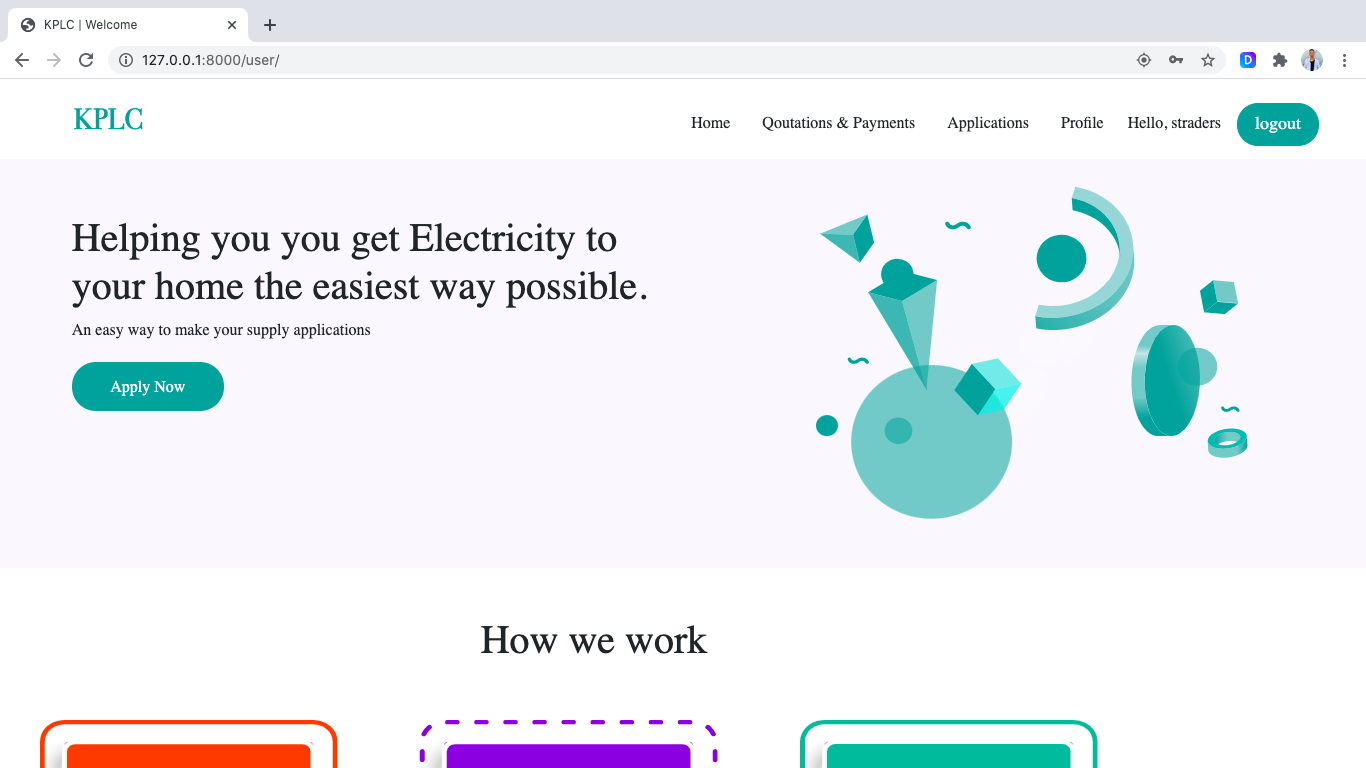 KPLC | Welcome
127.0.0.1:8000/user/
D
KPLC
Home Qoutations & Payments Applications Profile Hello, straders logout
Helping you you get Electricity to
your home the easiest way possible.
An easy way to make your supply applications
Apply Now
How we work